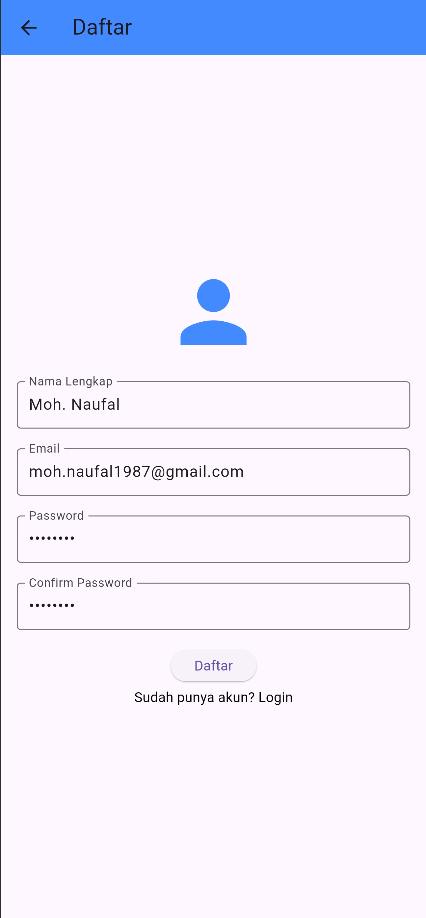 Daftar
Nama Lengkap
Moh. Naufal
Email
moh.naufal1987@gmail.com
Password
••••••••
Confirm Password
••••••••
Daftar
Sudah punya akun? Login